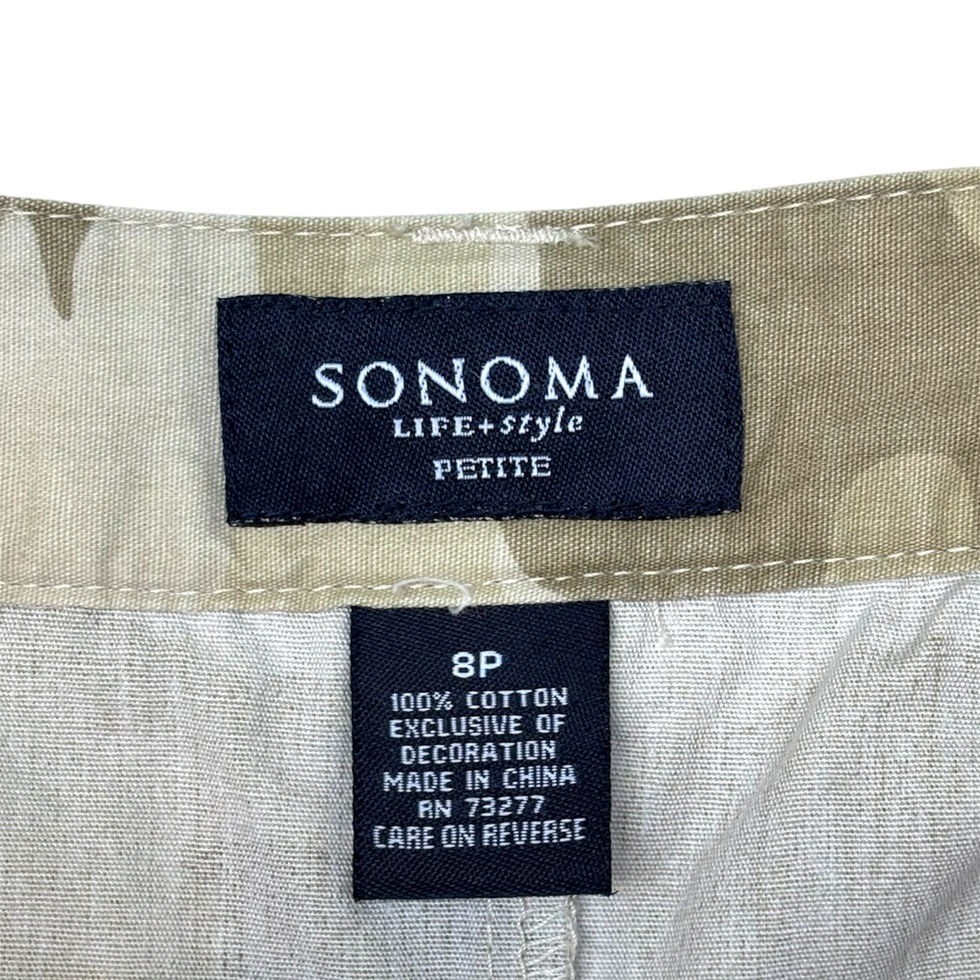 SONOMA
LIFE+style
PETITE
8P
100% COTTON
EXCLUSIVE OF
DECORATION
MADE IN CHINA
RN 73277
CARE ON REVERSE